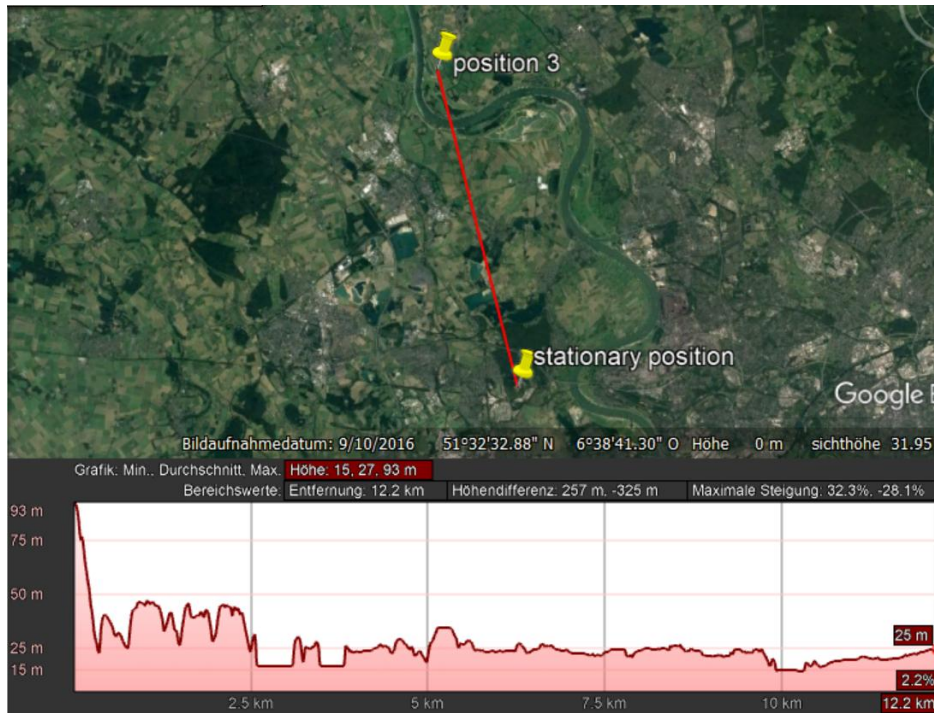 position 3
stationary position
Google E
Bildaufnahmedatum: 9/10/2016 51°32'32.88" N 6°38'41.30" O Höhe 0 m sichthöhe 31.95
Grafik: Min., Durchschnitt, Max. Höhe: 15, 27, 93 m
Bereichswerte: Entfernung: 12.2 km Höhendifferenz: 257 m, -325 m Maximale Steigung: 32.3%, -28.1%
93 m
75 m
50 m
25 m
25 m
15 m
2.2%
2.5 km 5 km 7.5 km 10 km 12.2 km